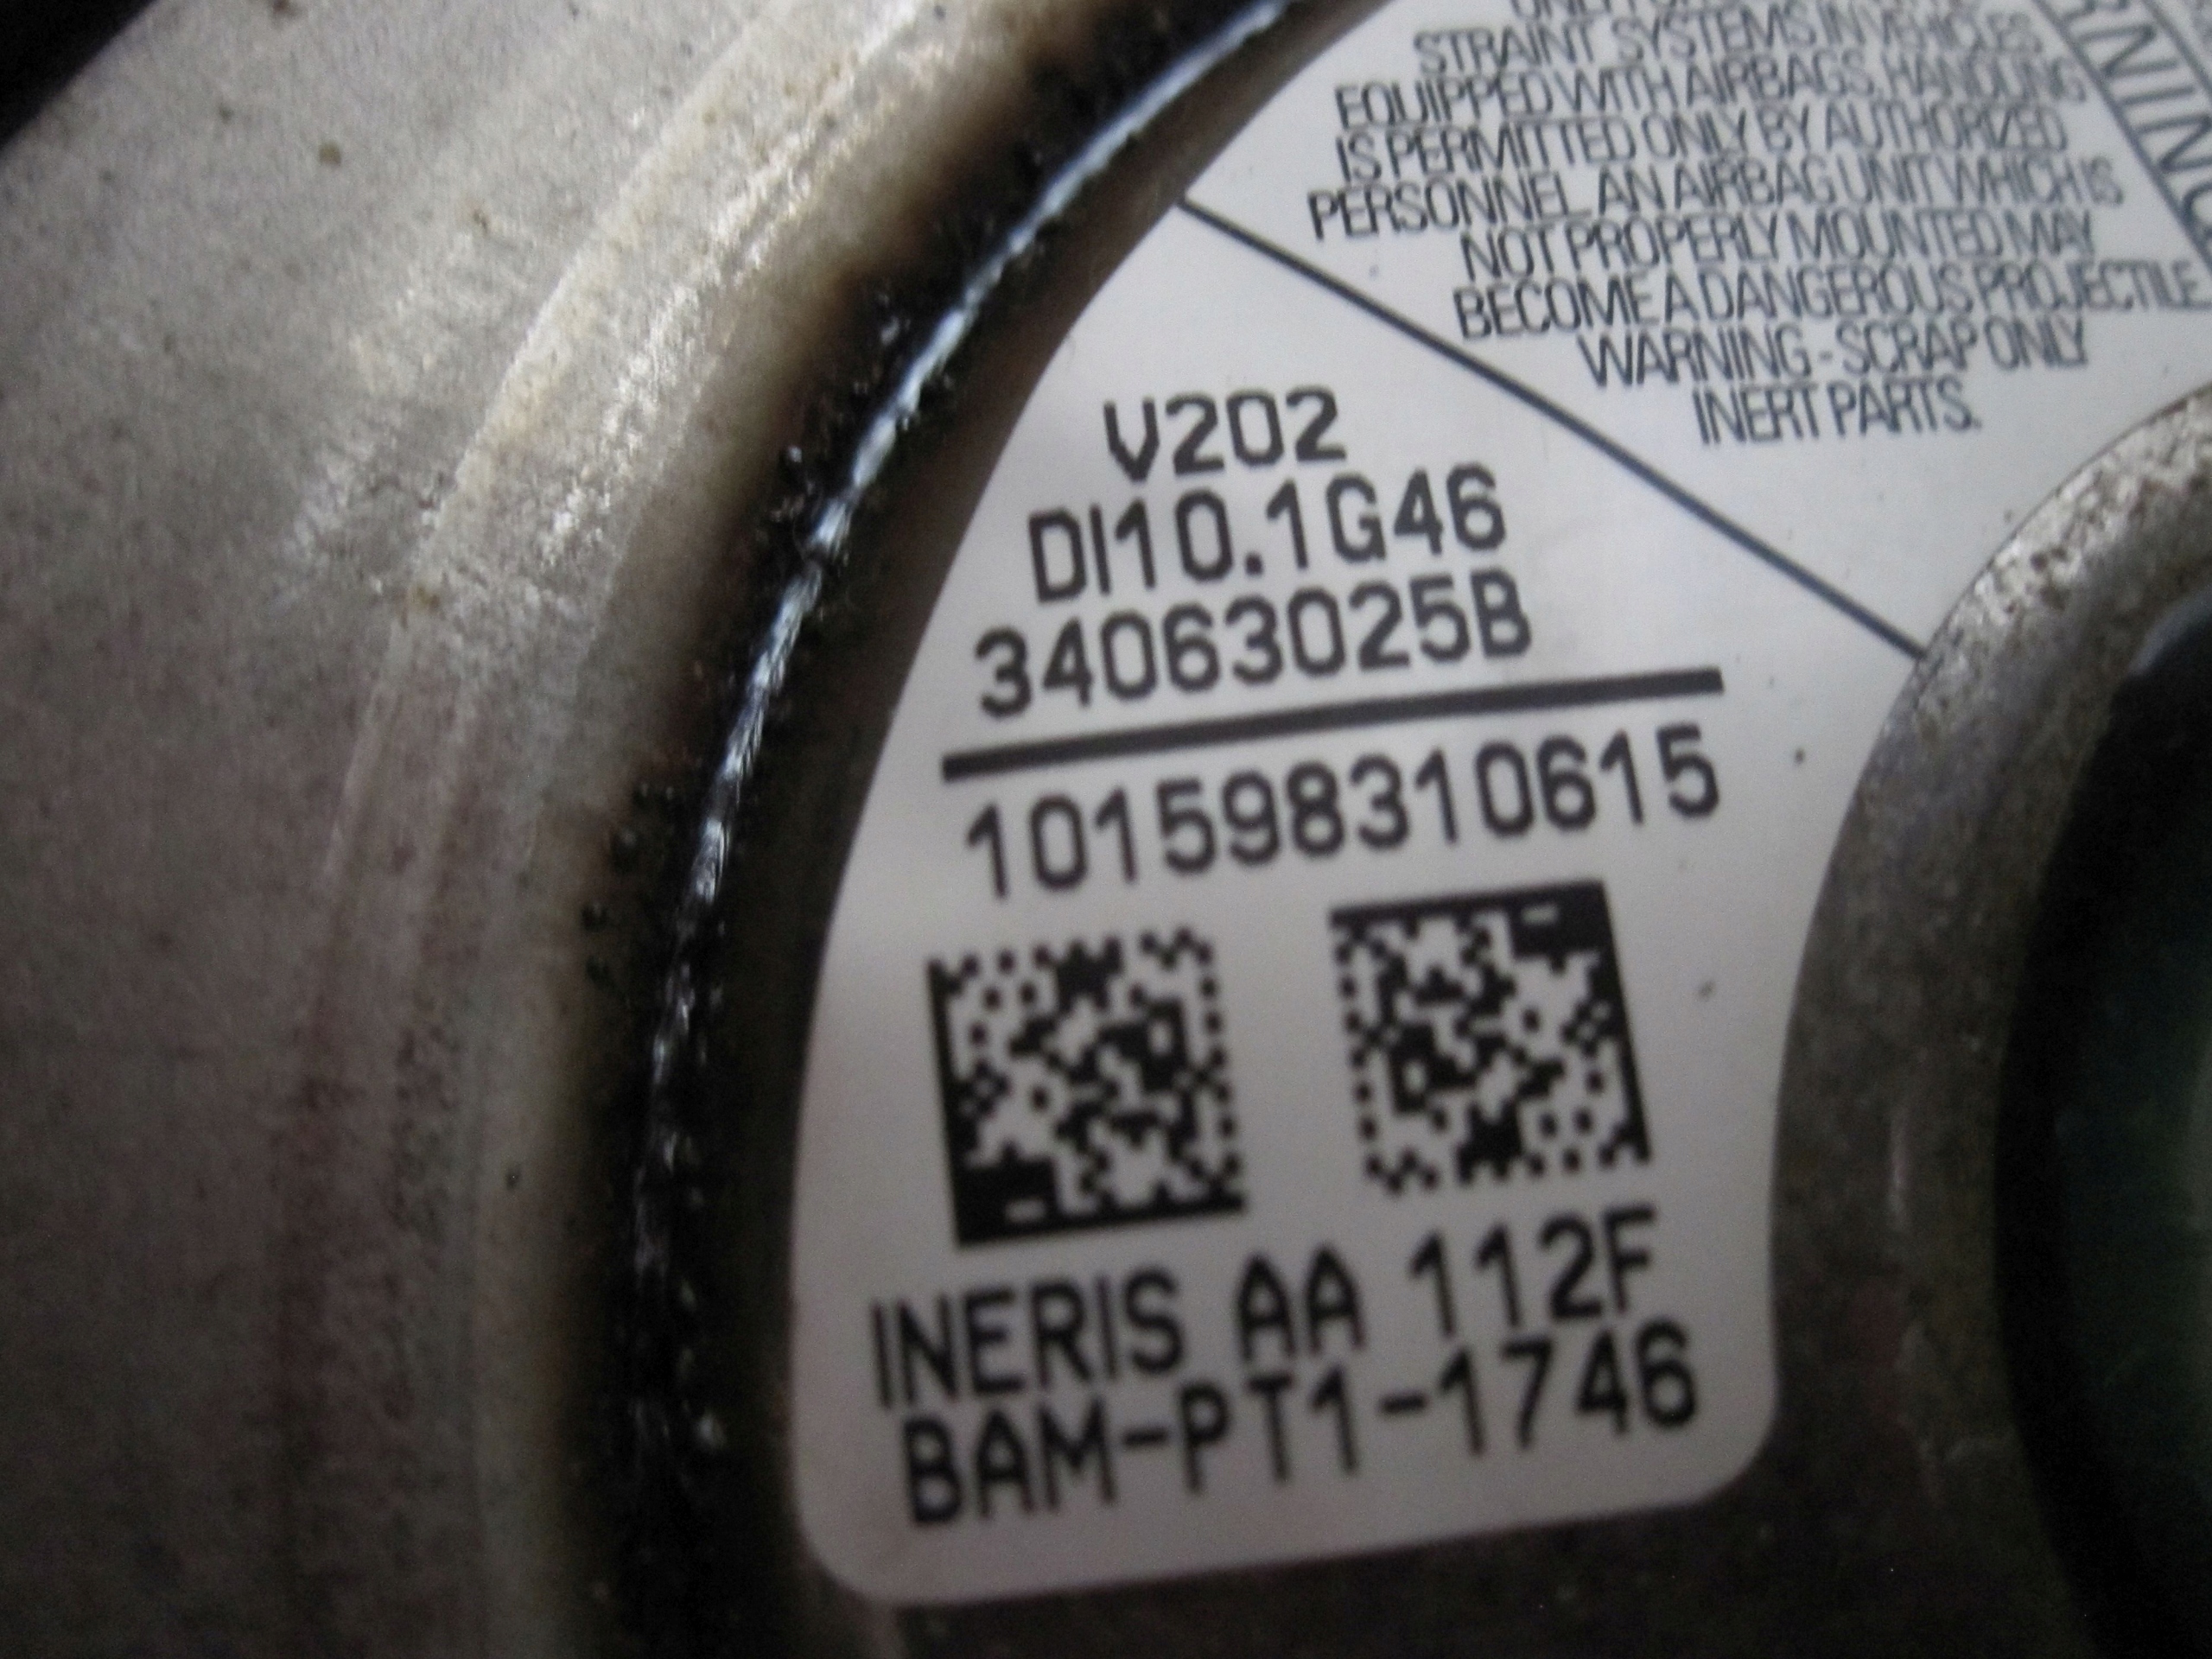 STRAINT SYSTEMS IN VEHICLES
EQUIPPED WITH AIRBAGS. HANDLING
IS PERMITTED ONLY BY AUTHORIZED
PERSONNEL. AN AIRBAG UNIT WHICH IS
NOT PROPERLY MOUNTED MAY
BECOME A DANGEROUS PROJECTILE
WARNING - SCRAP ONLY
INERT PARTS.
V202
DI10.1G46
34063025B
101598310615
INERIS AA 112F
BAM-PT1-1746